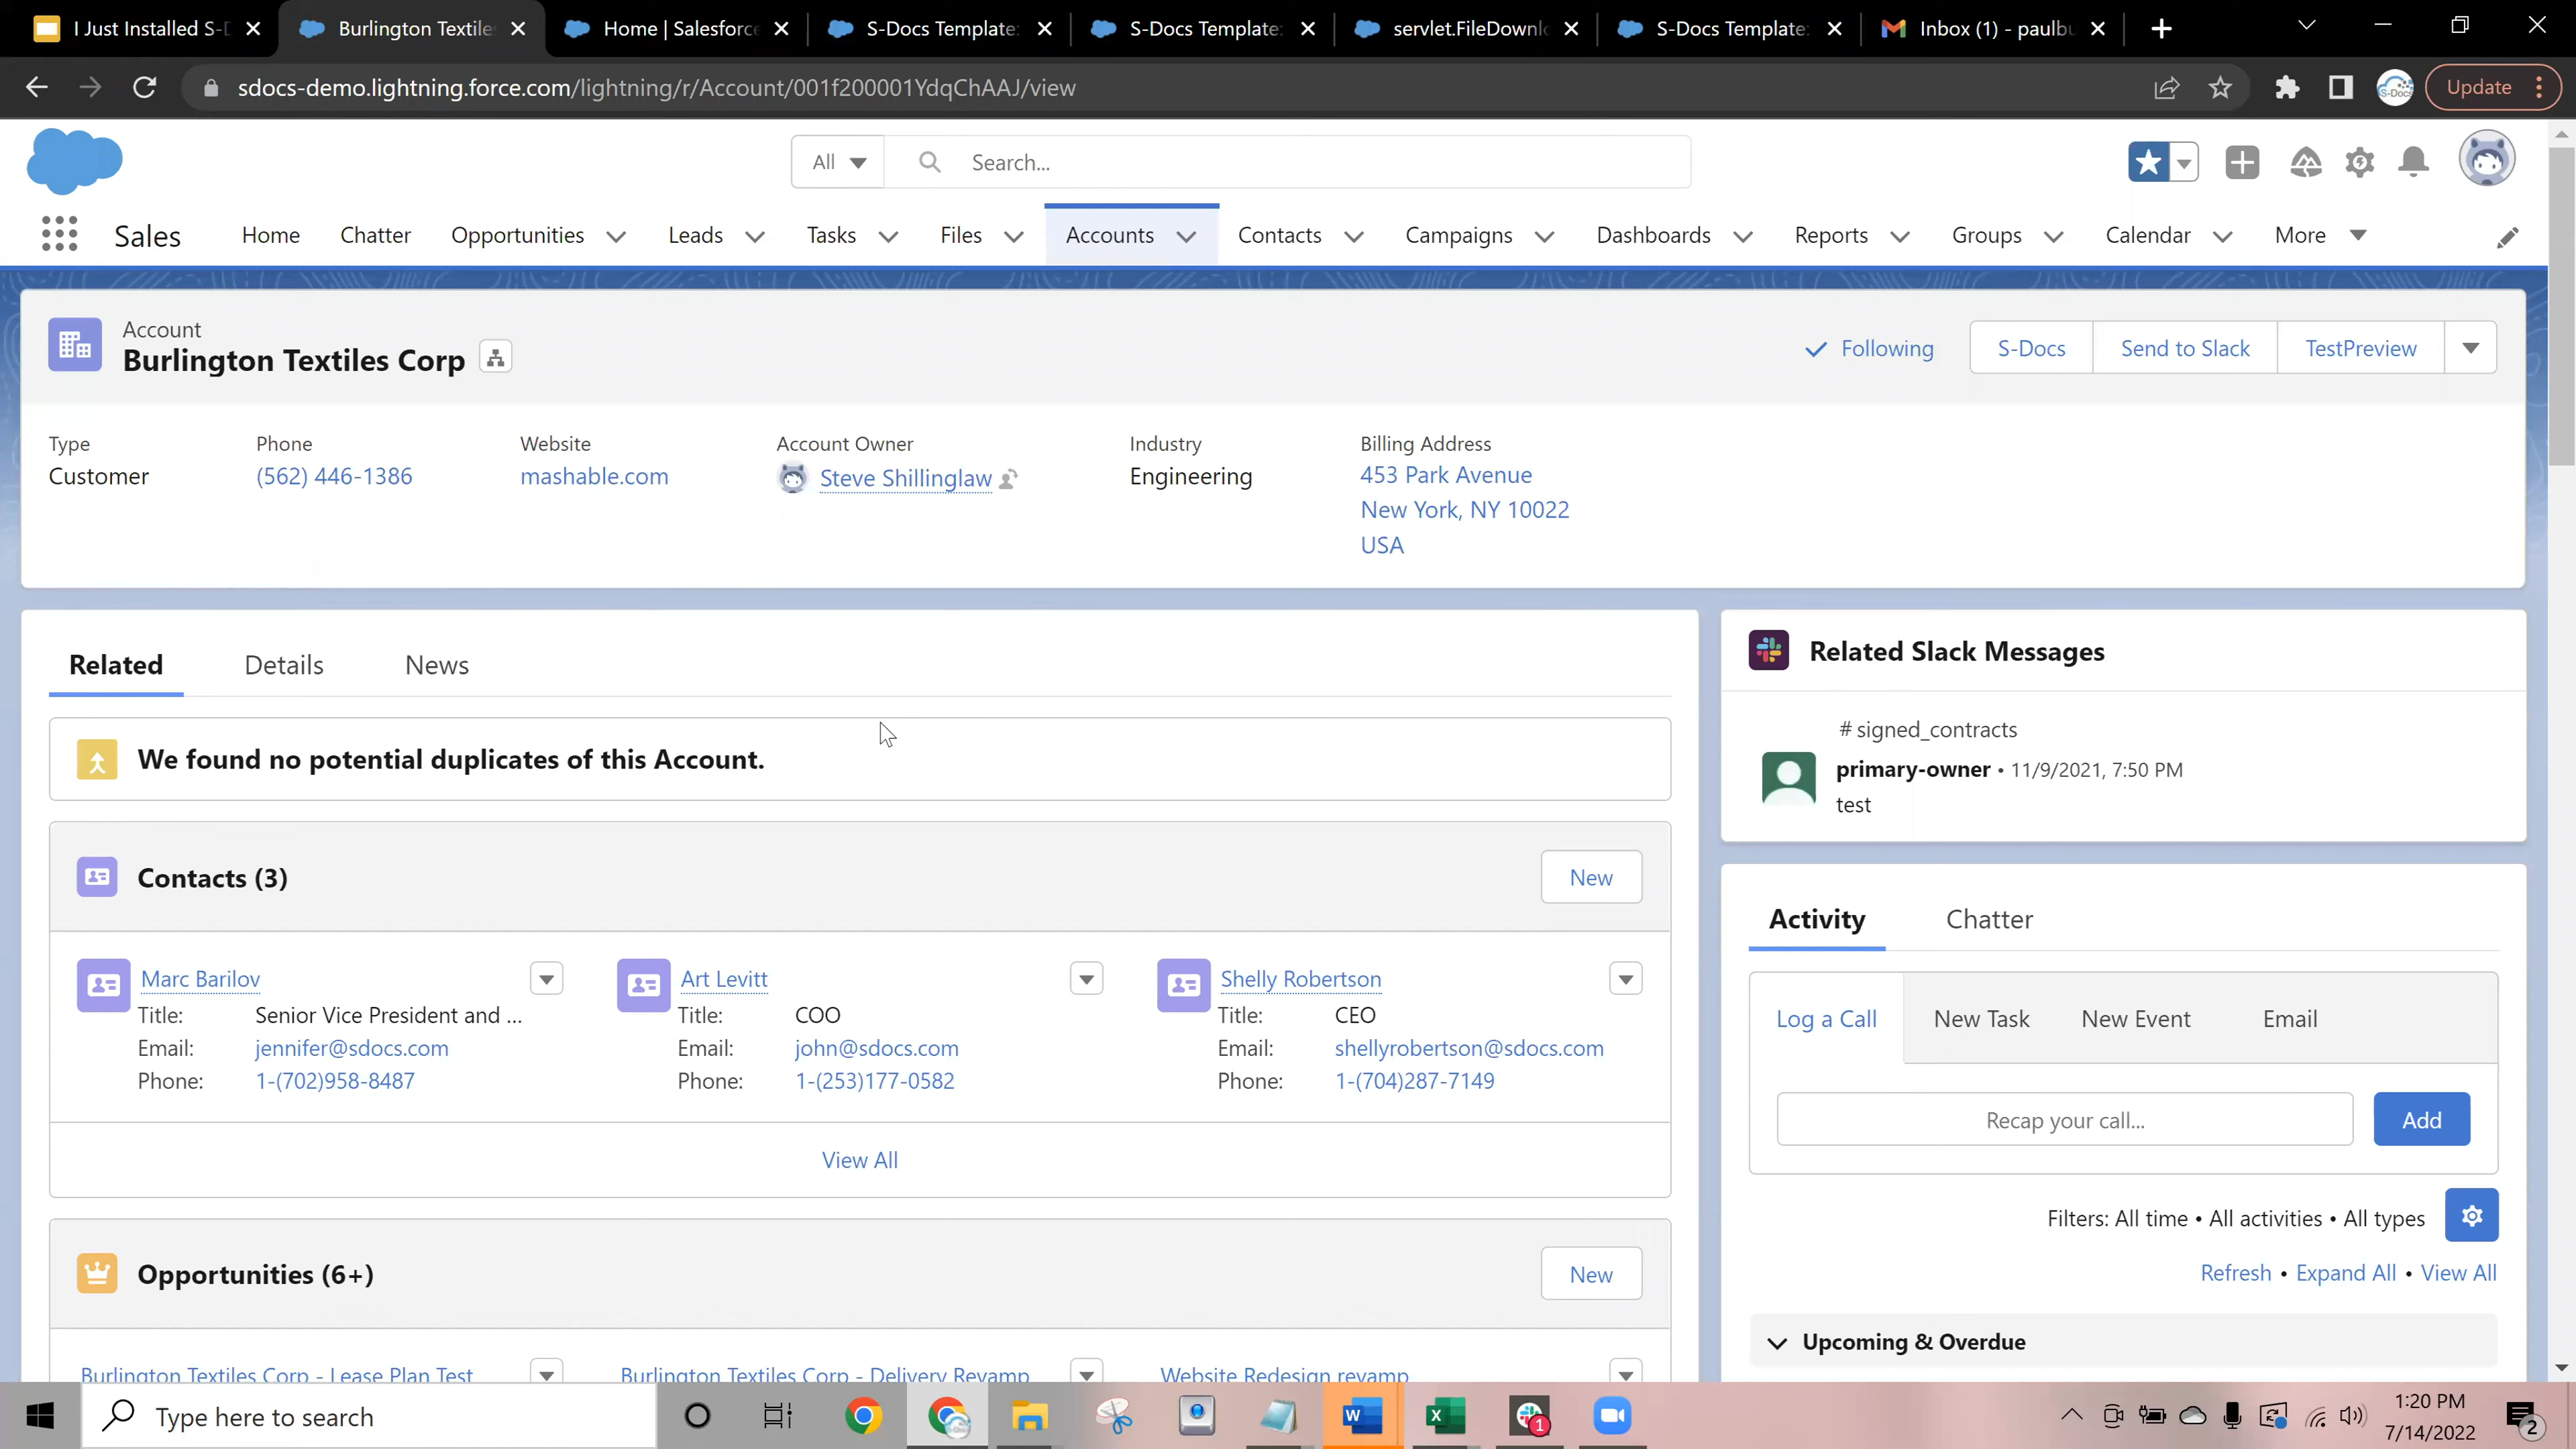 I Just Installed S-D
Burlington Textiles
Home | Salesforce
S-Docs Template:
S-Docs Template:
servlet.FileDownlo
S-Docs Template:
Inbox (1) - paulbu
sdocs-demo.lightning.force.com/lightning/r/Account/001f200001YdqChAAJ/view
S-Docs
Update
All
Search...
Sales
Home
Chatter
Opportunities
Leads
Tasks
Files
Accounts
Contacts
Campaigns
Dashboards
Reports
Groups
Calendar
More
Account
Burlington Textiles Corp
Following
S-Docs
Send to Slack
TestPreview
Type
Customer
Phone
(562) 446-1386
Website
mashable.com
Account Owner
Steve Shillinglaw
Industry
Engineering
Billing Address
453 Park Avenue
New York, NY 10022
USA
Related
Details
News
We found no potential duplicates of this Account.
Contacts (3)
New
Marc Barilov
Title: Senior Vice President and ...
Email: jennifer@sdocs.com
Phone: 1-(702)958-8487
Art Levitt
Title: COO
Email: john@sdocs.com
Phone: 1-(253)177-0582
Shelly Robertson
Title: CEO
Email: shellyrobertson@sdocs.com
Phone: 1-(704)287-7149
View All
Opportunities (6+)
New
Burlington Textiles Corp - Lease Plan Test
Burlington Textiles Corp - Delivery Revamp
Website Redesign revamp
Related Slack Messages
# signed_contracts
primary-owner • 11/9/2021, 7:50 PM
test
Activity
Chatter
Log a Call
New Task
New Event
Email
Recap your call...
Add
Filters: All time • All activities • All types
Refresh • Expand All • View All
Upcoming & Overdue
Type here to search
W
X
1
1:20 PM
7/14/2022
2